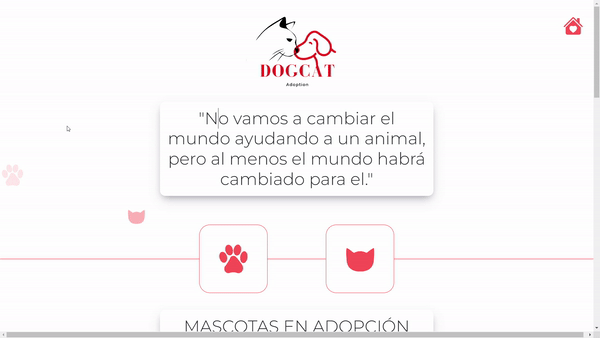 DOGCAT
Adoption
"No vamos a cambiar el
mundo ayudando a un animal,
pero al menos el mundo habrá
cambiado para el."
MASCOTAS EN ADOPCIÓN